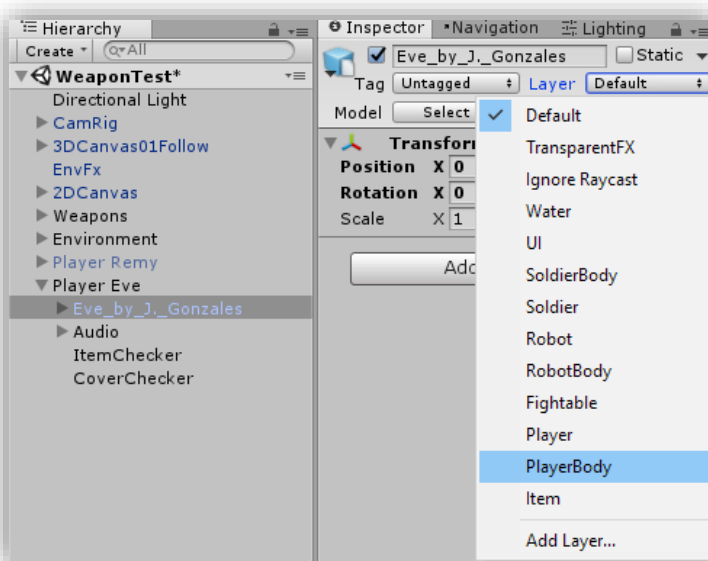 Hierarchy
Create
All
WeaponTest*
Directional Light
CamRig
3DCanvas01Follow
EnvFx
2DCanvas
Weapons
Environment
Player Remy
Player Eve
Eve_by_J._Gonzales
Audio
ItemChecker
CoverChecker
Inspector Navigation Lighting
Eve_by_J._Gonzales Static
Tag Untagged Layer Default
Model Select
Position X 0
Rotation X 0
Scale X 1
Default
TransparentFX
Ignore Raycast
Water
UI
SoldierBody
Soldier
Robot
RobotBody
Fightable
Player
PlayerBody
Item
Add Layer...